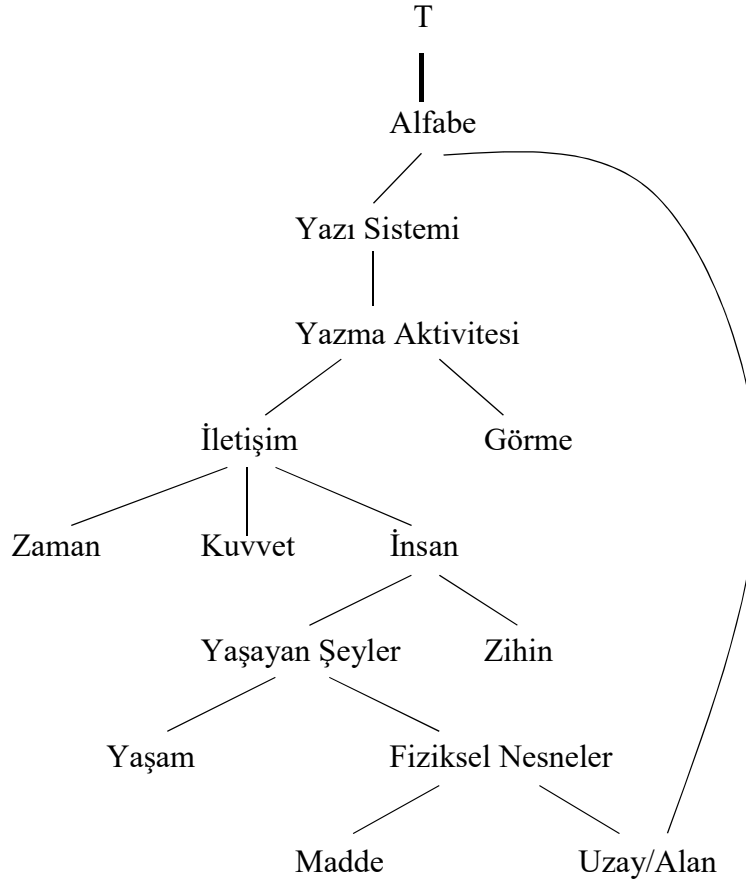 T
Alfabe
Yazı Sistemi
Yazma Aktivitesi
İletişim Görme
Zaman Kuvvet İnsan
Yaşayan Şeyler Zihin
Yaşam Fiziksel Nesneler
Madde Uzay/Alan